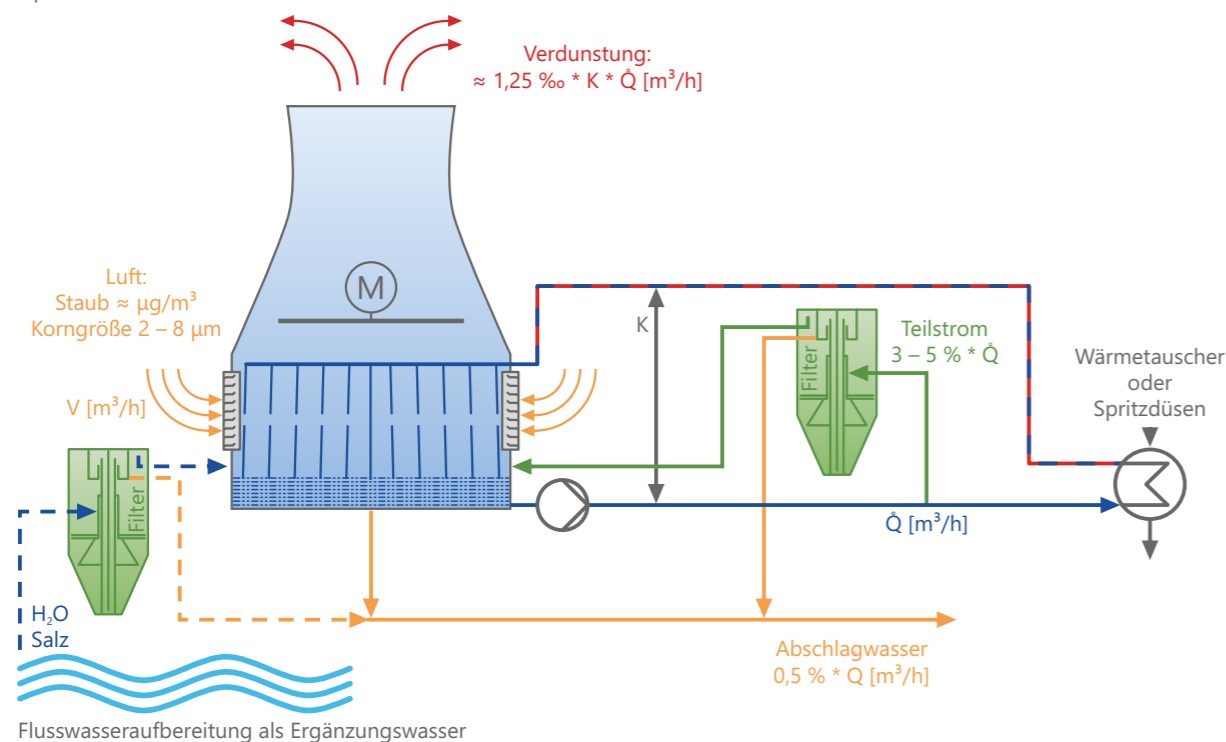 Verdunstung:
≈ 1,25 ‰ * K * Q̊ [m³/h]
Luft:
Staub ≈ µg/m³
Korngröße 2 – 8 µm
M
K
Teilstrom
3 – 5 % * Q̊
Filter
Wärmetauscher
oder
Spritzdüsen
V [m³/h]
Filter
Q̊ [m³/h]
H₂O
Salz
Abschlagwasser
0,5 % * Q [m³/h]
Flusswasseraufbereitung als Ergänzungswasser